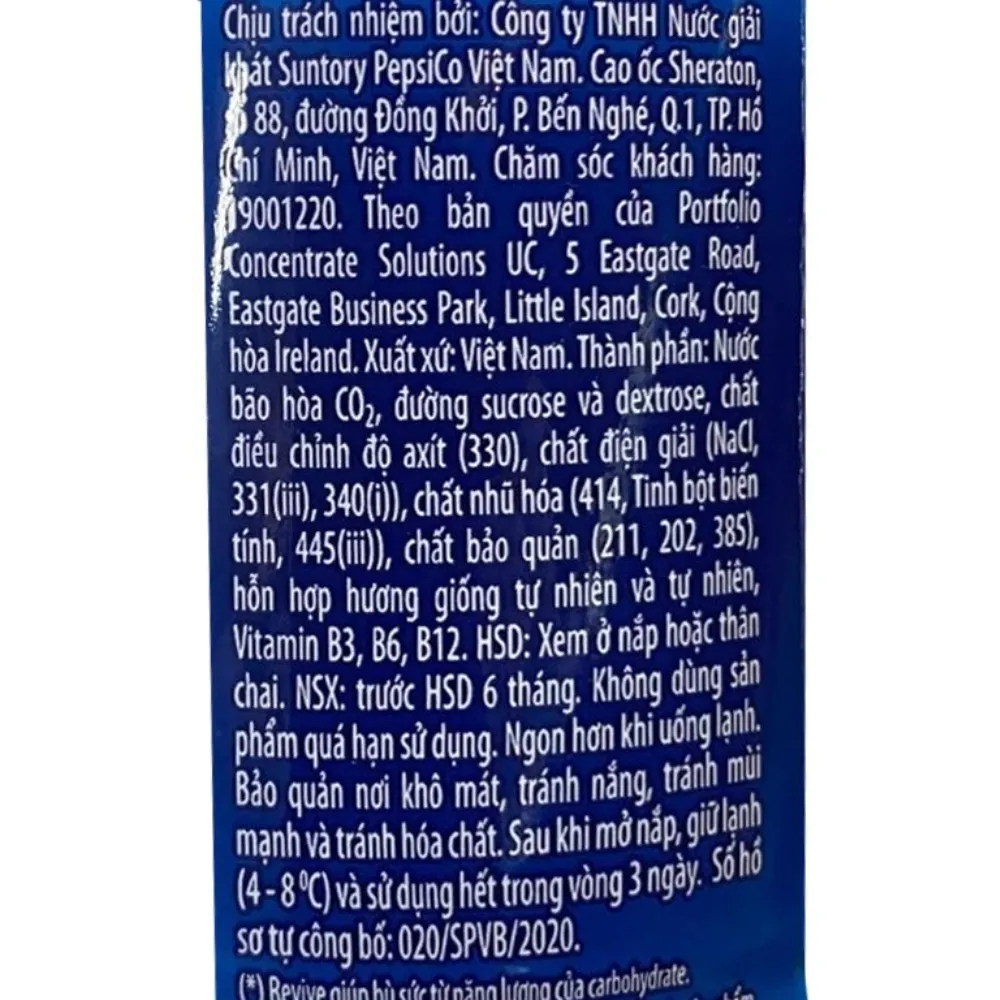 Chịu trách nhiệm bởi: Công ty TNHH Nước giải
khát Suntory PepsiCo Việt Nam. Cao ốc Sheraton,
88, đường Đồng Khởi, P. Bến Nghé, Q.1, TP. Hồ
Chí Minh, Việt Nam. Chăm sóc khách hàng:
19001220. Theo bản quyền của Portfolio
Concentrate Solutions UC, 5 Eastgate Road,
Eastgate Business Park, Little Island, Cork, Cộng
hòa Ireland. Xuất xứ: Việt Nam. Thành phần: Nước
bão hòa CO₂, đường sucrose và dextrose, chất
điều chỉnh độ axít (330), chất điện giải (NaCl,
331(iii), 340(i)), chất nhũ hóa (414, Tinh bột biến
tính, 445(iii)), chất bảo quản (211, 202, 385),
hỗn hợp hương giống tự nhiên và tự nhiên,
Vitamin B3, B6, B12. HSD: Xem ở nắp hoặc thân
chai. NSX: trước HSD 6 tháng. Không dùng sản
phẩm quá hạn sử dụng. Ngon hơn khi uống lạnh.
Bảo quản nơi khô mát, tránh nắng, tránh mùi
mạnh và tránh hóa chất. Sau khi mở nắp, giữ lạnh
(4 - 8 ⁰C) và sử dụng hết trong vòng 3 ngày. Số hồ
sơ tự công bố: 020/SPVB/2020.
(*) Revive giúp bù sức từ năng lượng của carbohydrate.